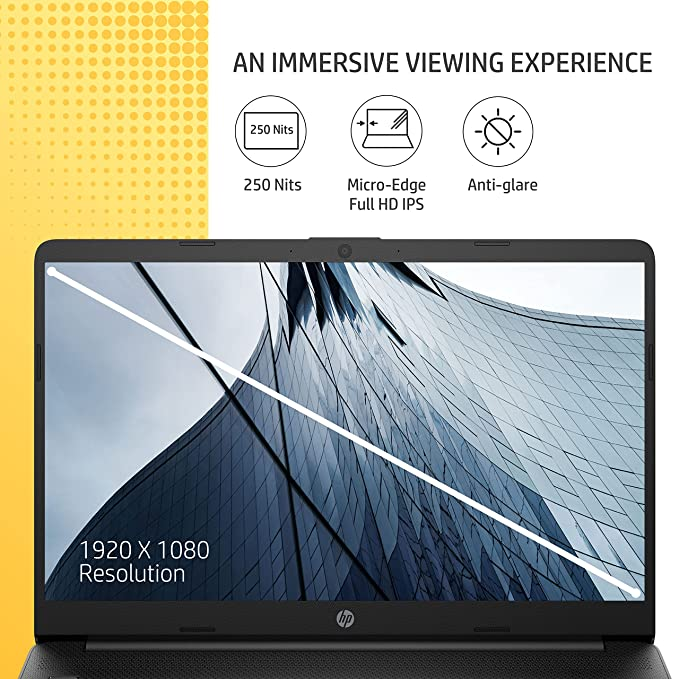 AN IMMERSIVE VIEWING EXPERIENCE
250 Nits
250 Nits
Micro-Edge
Full HD IPS
Anti-glare
1920 X 1080
Resolution
hp